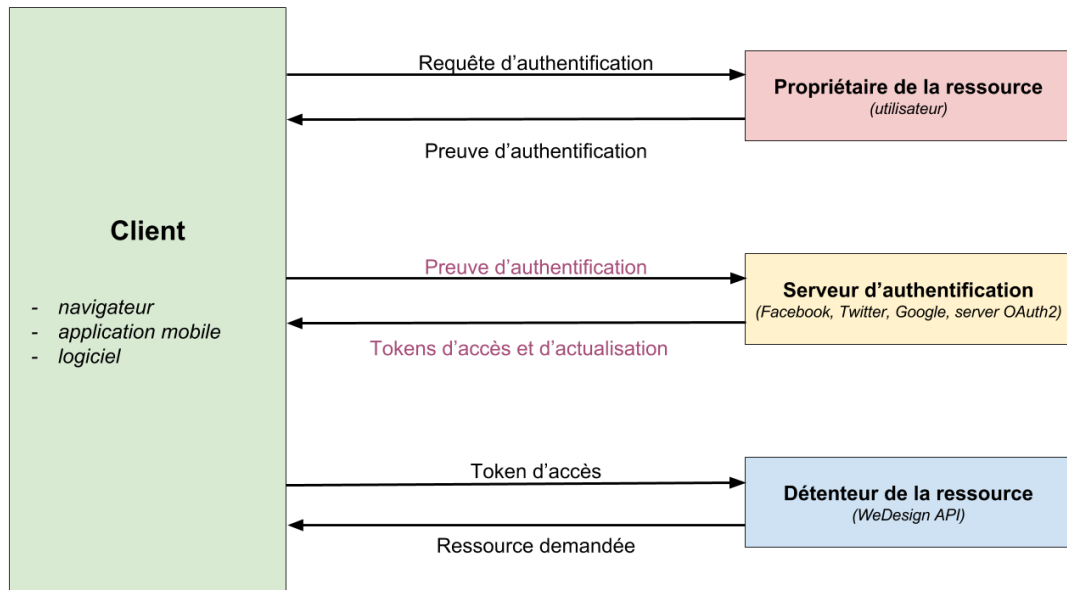 Requête d'authentification
Propriétaire de la ressource
(utilisateur)
Preuve d'authentification
Client
- navigateur
- application mobile
- logiciel
Preuve d'authentification
Serveur d'authentification
(Facebook, Twitter, Google, server OAuth2)
Tokens d'accès et d'actualisation
Token d'accès
Détenteur de la ressource
(WeDesign API)
Ressource demandée